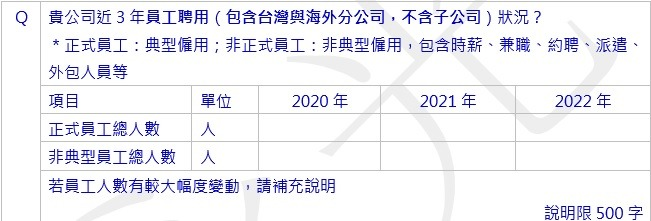 Q 貴公司近 3 年員工聘用（包含台灣與海外分公司，不含子公司）狀況？
* 正式員工：典型僱用；非正式員工：非典型僱用，包含時薪、兼職、約聘、派遣、
外包人員等
項目 單位 2020 年 2021 年 2022 年
正式員工總人數 人
非典型員工總人數 人
若員工人數有較大幅度變動，請補充說明
說明限 500 字